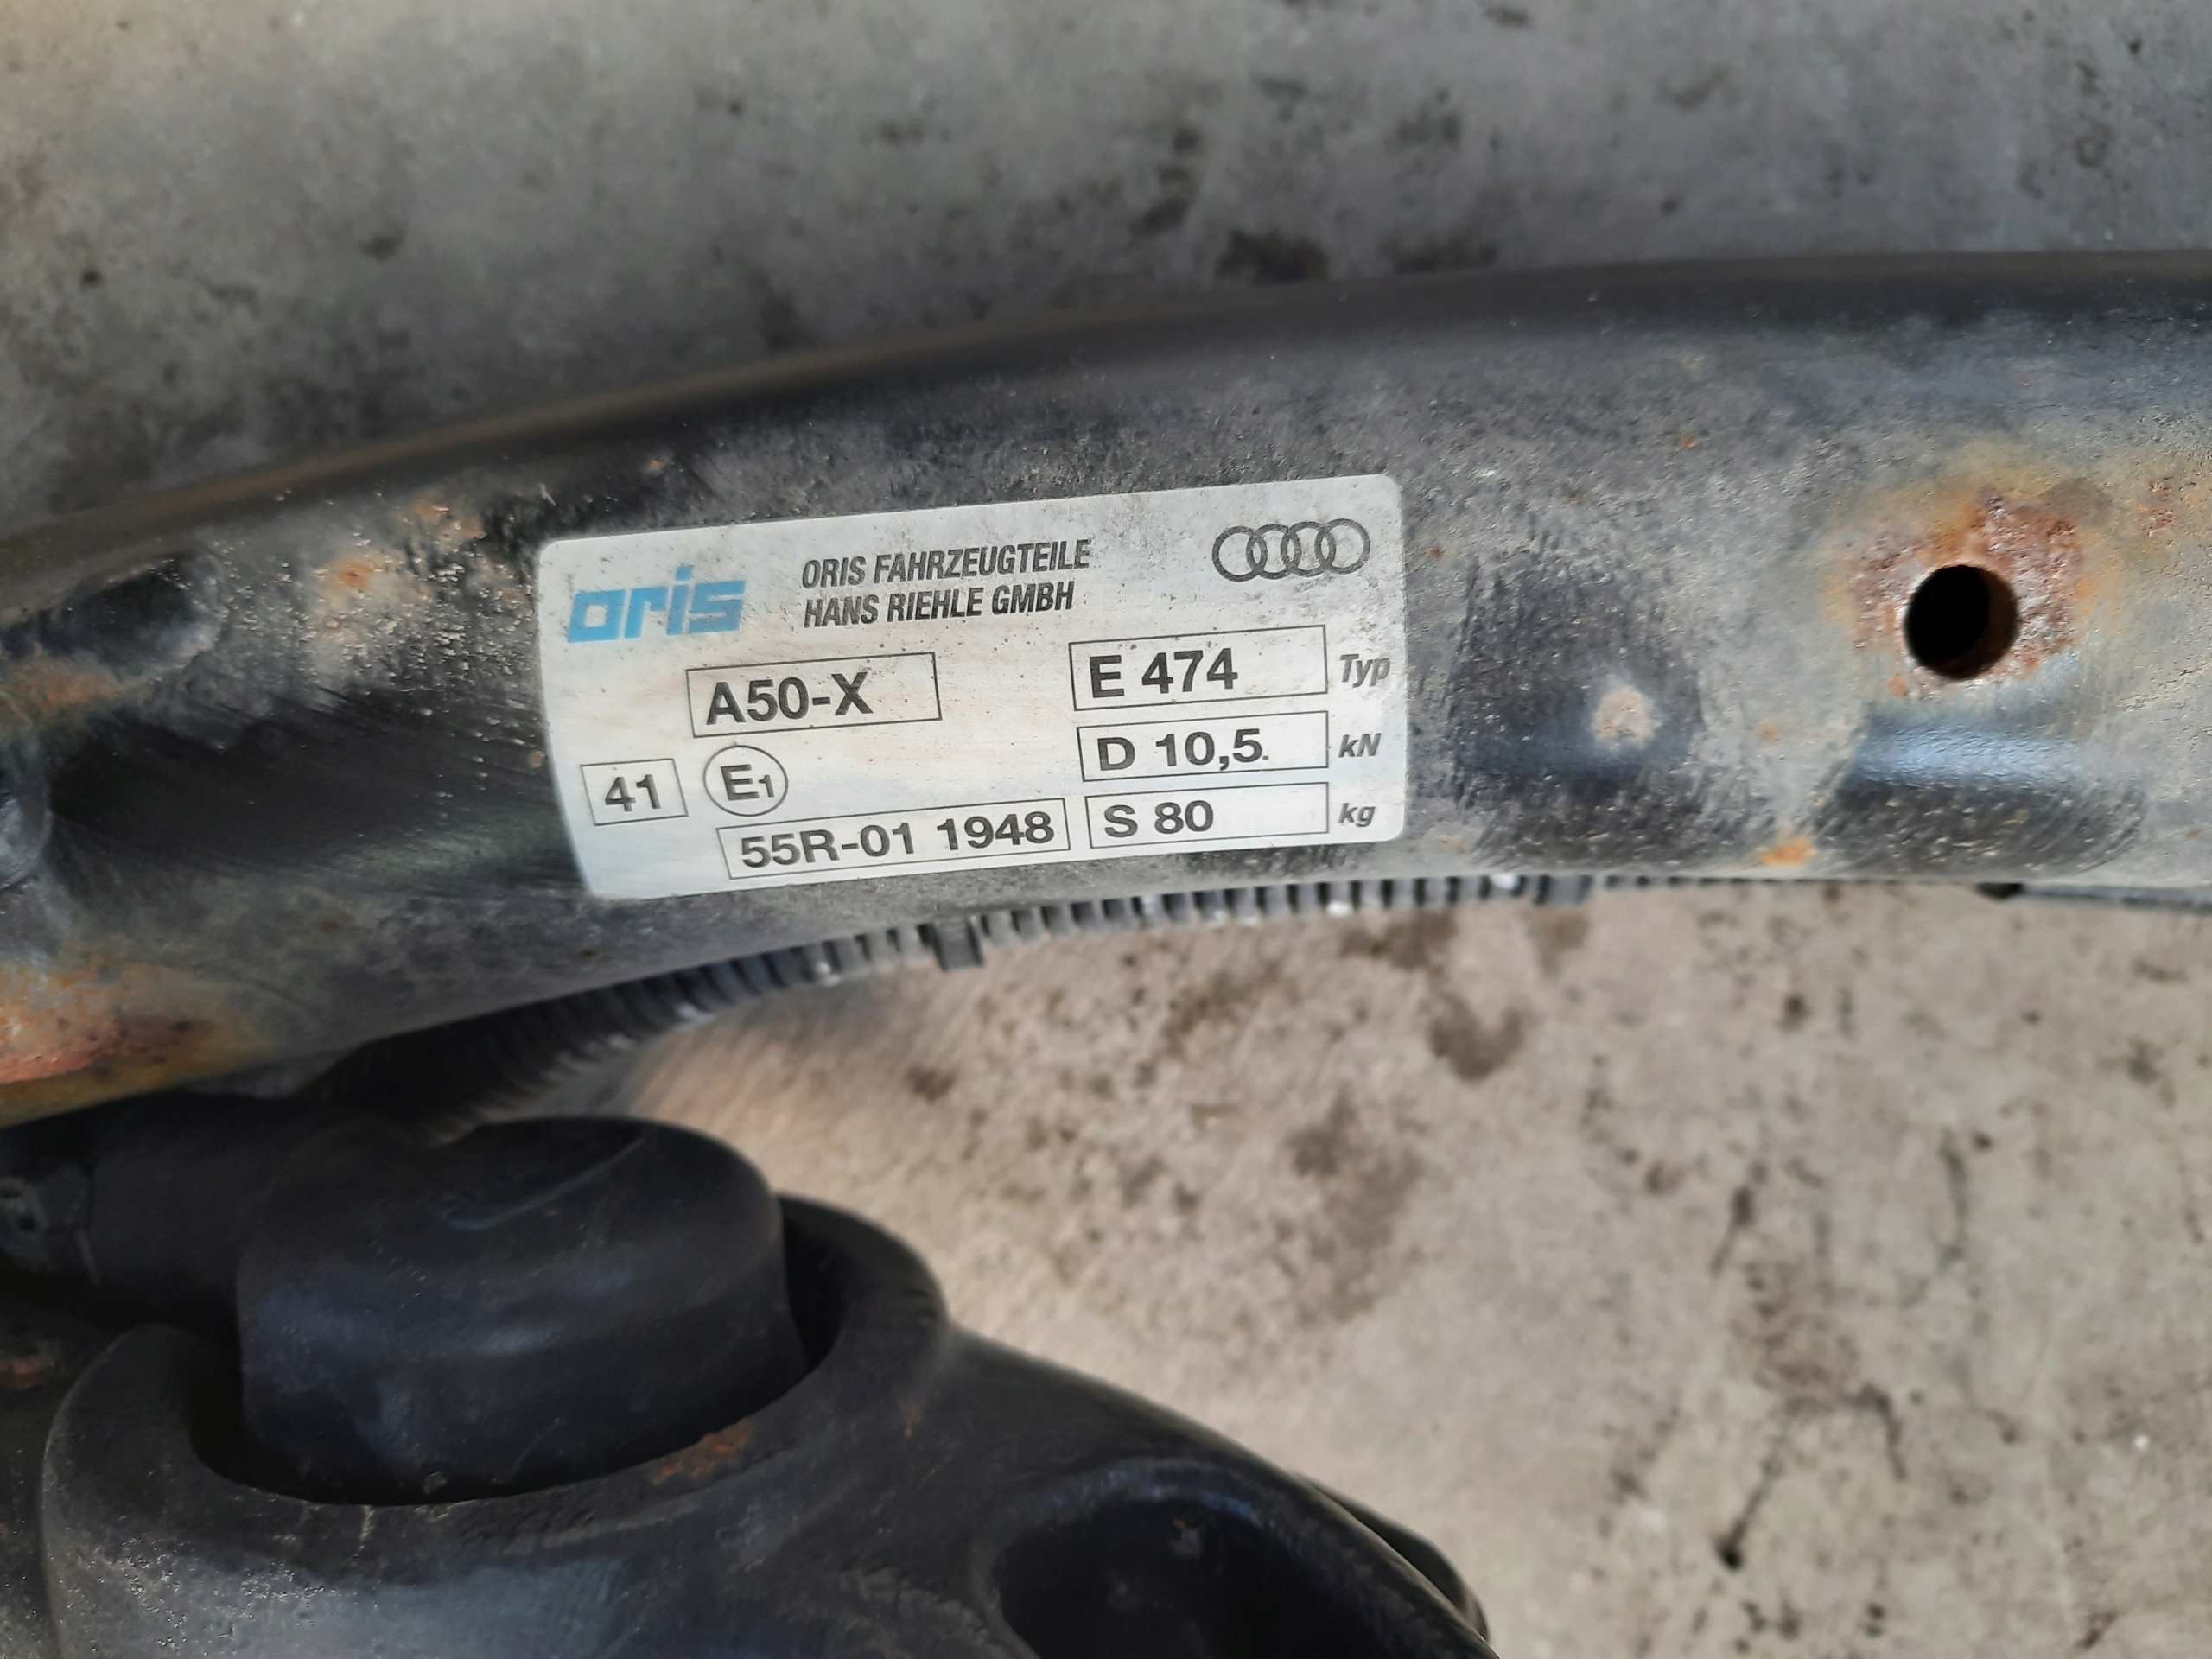 oris
ORIS FAHRZEUGTEILE
HANS RIEHLE GMBH
A50-X
E 474 Typ
D 10,5. kN
41 E1
55R-01 1948
S 80 kg